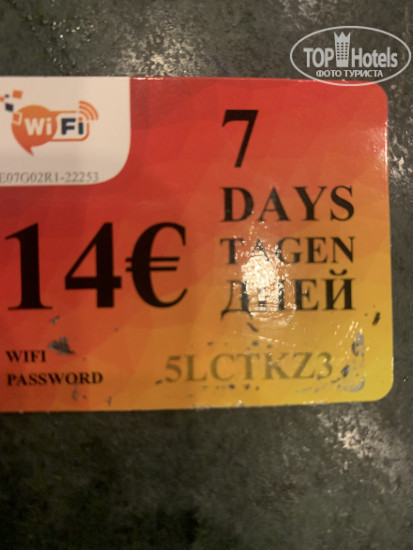 TOP Hotels
ФОТО ТУРИСТА
WiFi
E07G02R1-22253
7
DAYS
TAGEN
ДНЕЙ
14€
WIFI
PASSWORD
5LCTKZ3